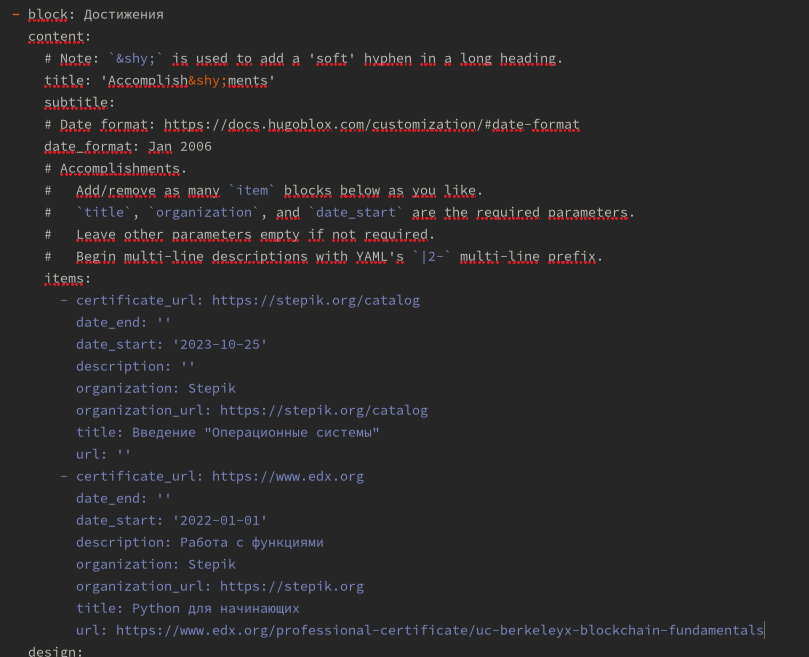 - block: Достижения
content:
# Note: `&shy;` is used to add a 'soft' hyphen in a long heading.
title: 'Accomplish&shy;ments'
subtitle:
# Date format: https://docs.hugoblox.com/customization/#date-format
date_format: Jan 2006
# Accomplishments.
#   Add/remove as many `item` blocks below as you like.
#   `title`, `organization`, and `date_start` are the required parameters.
#   Leave other parameters empty if not required.
#   Begin multi-line descriptions with YAML's `|2-` multi-line prefix.
items:
- certificate_url: https://stepik.org/catalog
date_end: ''
date_start: '2023-10-25'
description: ''
organization: Stepik
organization_url: https://stepik.org/catalog
title: Введение "Операционные системы"
url: ''
- certificate_url: https://www.edx.org
date_end: ''
date_start: '2022-01-01'
description: Работа с функциями
organization: Stepik
organization_url: https://stepik.org
title: Python для начинающих
url: https://www.edx.org/professional-certificate/uc-berkeleyx-blockchain-fundamentals
design: